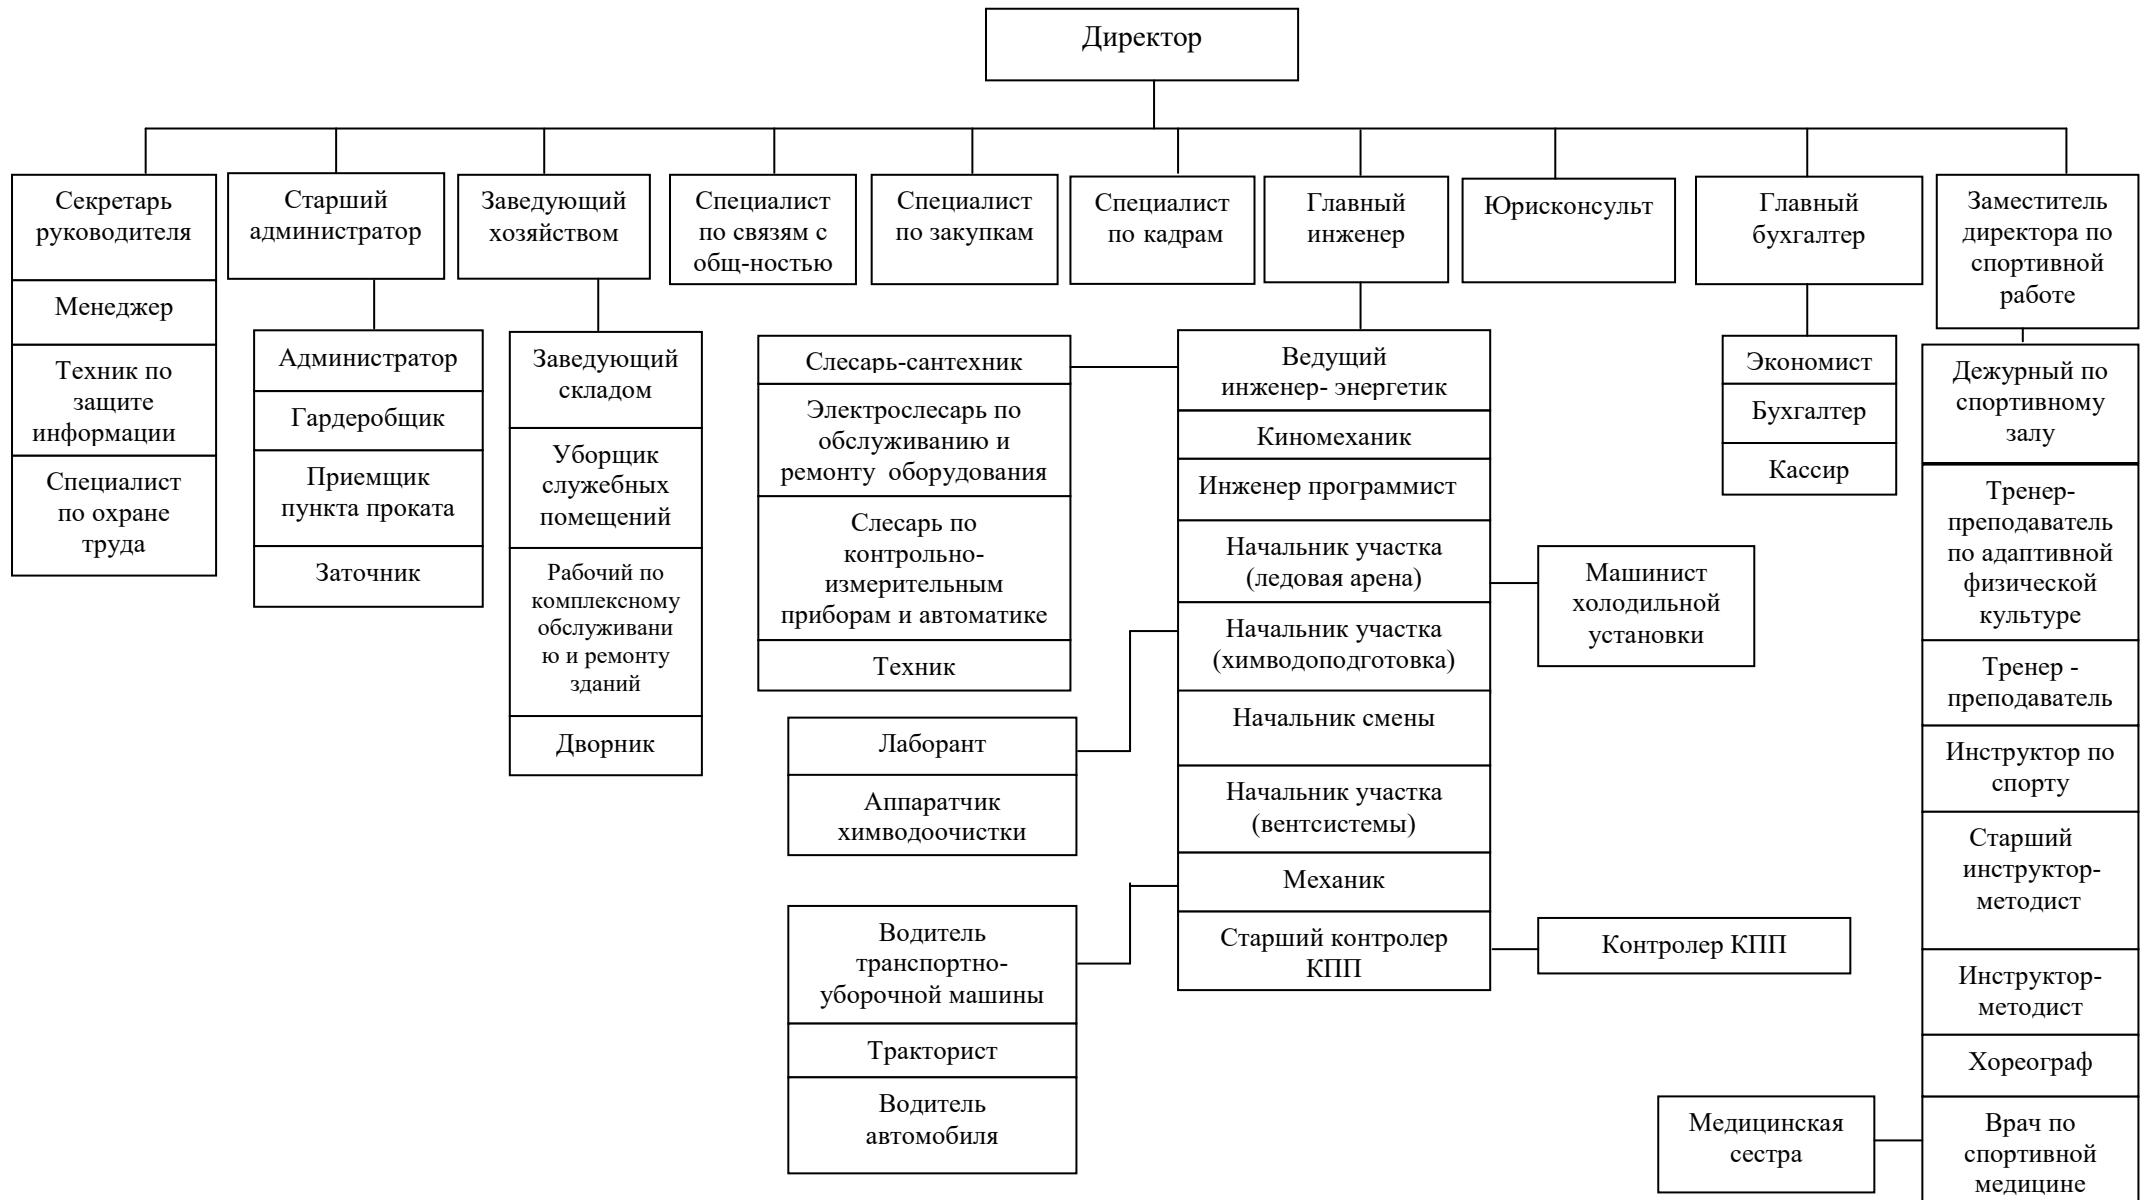 Директор
Секретарь
руководителя
Менеджер
Техник по
защите
информации
Специалист
по охране
труда
Старший
администратор
Администратор
Гардеробщик
Приемщик
пункта проката
Заточник
Заведующий
хозяйством
Заведующий
складом
Уборщик
служебных
помещений
Рабочий по
комплексному
обслуживани
ю и ремонту
зданий
Дворник
Специалист
по связям с
общ-ностью
Специалист
по закупкам
Специалист
по кадрам
Главный
инженер
Ведущий
инженер- энергетик
Киномеханик
Инженер программист
Начальник участка
(ледовая арена)
Начальник участка
(химводоподготовка)
Начальник смены
Начальник участка
(вентсистемы)
Механик
Старший контролер
КПП
Слесарь-сантехник
Электрослесарь по
обслуживанию и
ремонту  оборудования
Слесарь по
контрольно-
измерительным
приборам и автоматике
Техник
Лаборант
Аппаратчик
химводоочистки
Водитель
транспортно-
уборочной машины
Тракторист
Водитель
автомобиля
Машинист
холодильной
установки
Контролер КПП
Юрисконсульт
Главный
бухгалтер
Экономист
Бухгалтер
Кассир
Заместитель
директора по
спортивной
работе
Дежурный по
спортивному
залу
Тренер-
преподаватель
по адаптивной
физической
культуре
Тренер -
преподаватель
Инструктор по
спорту
Старший
инструктор-
методист
Инструктор-
методист
Хореограф
Врач по
спортивной
медицине
Медицинская
сестра